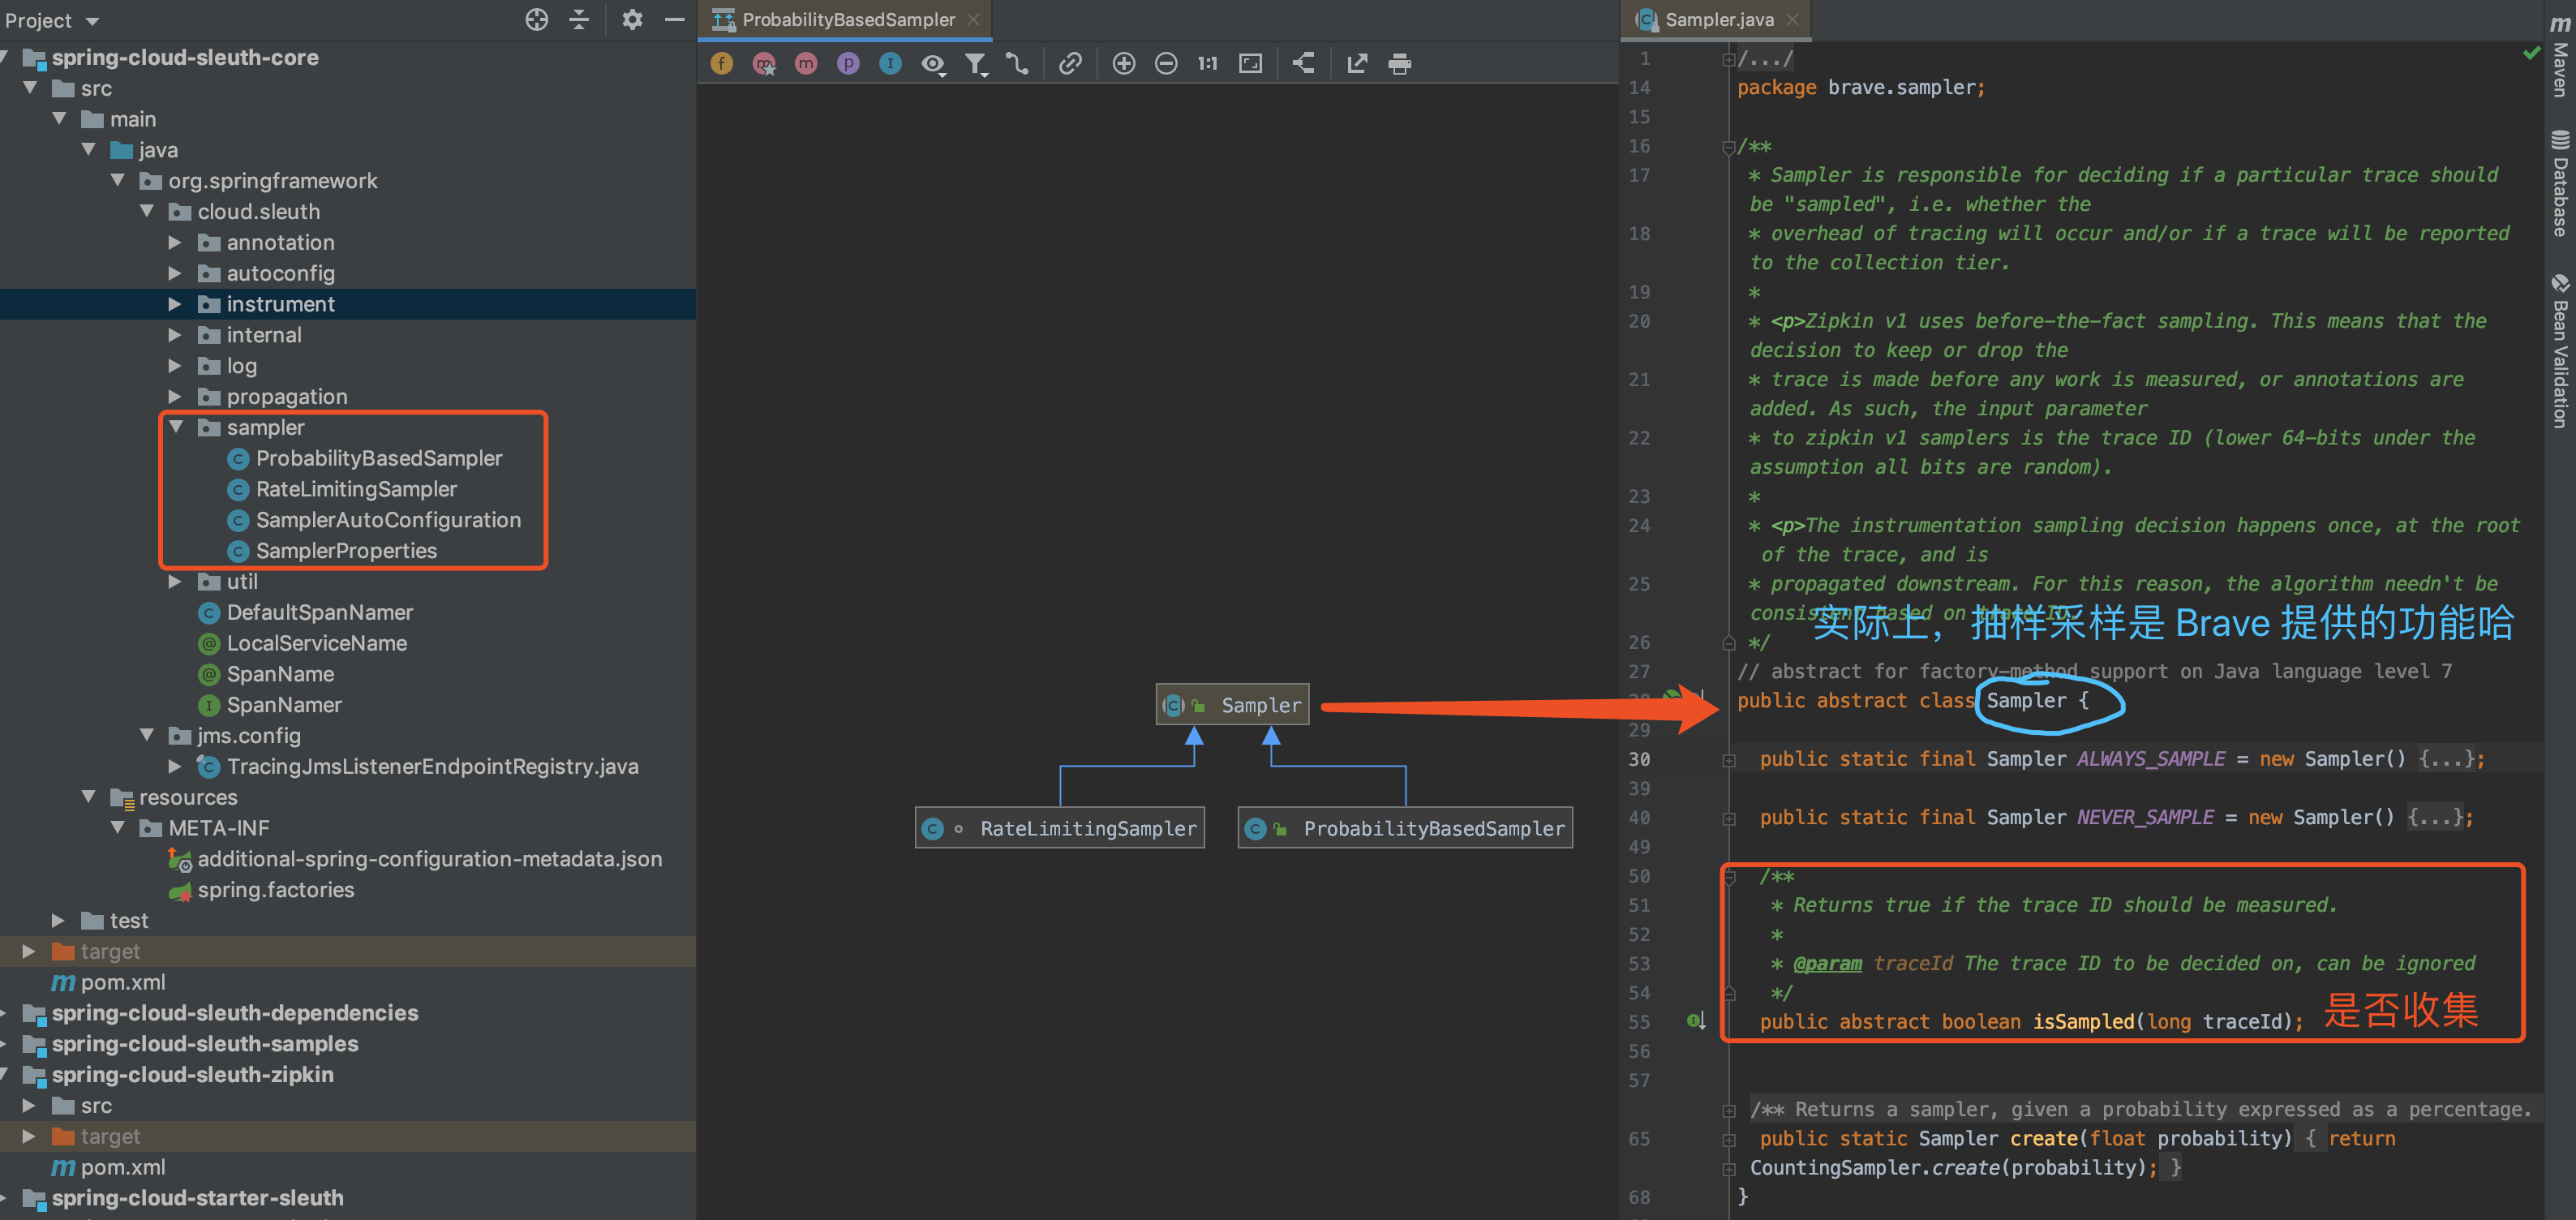 Project
spring-cloud-sleuth-core
src
main
java
org.springframework
cloud.sleuth
annotation
autoconfig
instrument
internal
log
propagation
sampler
ProbabilityBasedSampler
RateLimitingSampler
SamplerAutoConfiguration
SamplerProperties
util
DefaultSpanNamer
LocalServiceName
SpanName
SpanNamer
jms.config
TracingJmsListenerEndpointRegistry.java
resources
META-INF
additional-spring-configuration-metadata.json
spring.factories
test
target
pom.xml
spring-cloud-sleuth-dependencies
spring-cloud-sleuth-samples
spring-cloud-sleuth-zipkin
src
target
pom.xml
spring-cloud-starter-sleuth
ProbabilityBasedSampler
1:1
Sampler
RateLimitingSampler
ProbabilityBasedSampler
Sampler.java
1 /.../
14 package brave.sampler;
15
16 /**
17 * Sampler is responsible for deciding if a particular trace should
be "sampled", i.e. whether the
18 * overhead of tracing will occur and/or if a trace will be reported
to the collection tier.
19 *
20 * <p>Zipkin v1 uses before-the-fact sampling. This means that the
decision to keep or drop the
21 * trace is made before any work is measured, or annotations are
added. As such, the input parameter
22 * to zipkin v1 samplers is the trace ID (lower 64-bits under the
assumption all bits are random).
23 *
24 * <p>The instrumentation sampling decision happens once, at the root
of the trace, and is
25 * propagated downstream. For this reason, the algorithm needn't be
consistent based on trace ID.
实际上，抽样采样是 Brave 提供的功能哈
26 */
27 // abstract for factory-method support on Java language level 7
28 public abstract class Sampler {
29
30 public static final Sampler ALWAYS_SAMPLE = new Sampler() {...};
39
40 public static final Sampler NEVER_SAMPLE = new Sampler() {...};
49
50 /**
51 * Returns true if the trace ID should be measured.
52 *
53 * @param traceId The trace ID to be decided on, can be ignored
54 */
55 public abstract boolean isSampled(long traceId); 是否收集
56
57
/** Returns a sampler, given a probability expressed as a percentage.
65 public static Sampler create(float probability) { return
CountingSampler.create(probability); }
68 }
Maven
Database
Bean Validation